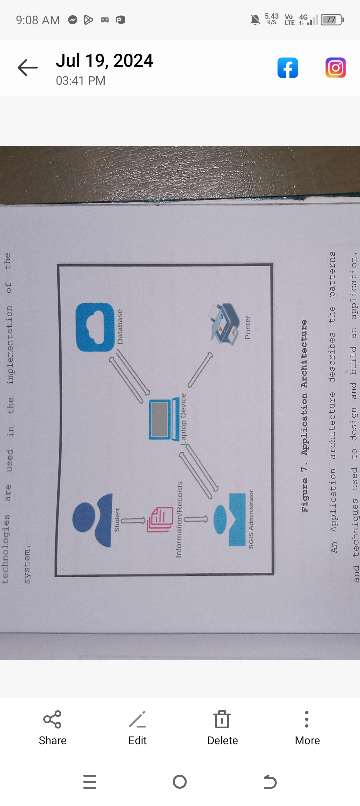 technologies are used in the implementation of the
system.
Student
Database
Information/Records
Laptop Device
SGIS Administrator
Printer
Figure 7. Application Architecture
An Application architecture describes the patterns
and techniques used to design and build an application.
9:08 AM
Jul 19, 2024
03:41 PM
Share
Edit
Delete
More